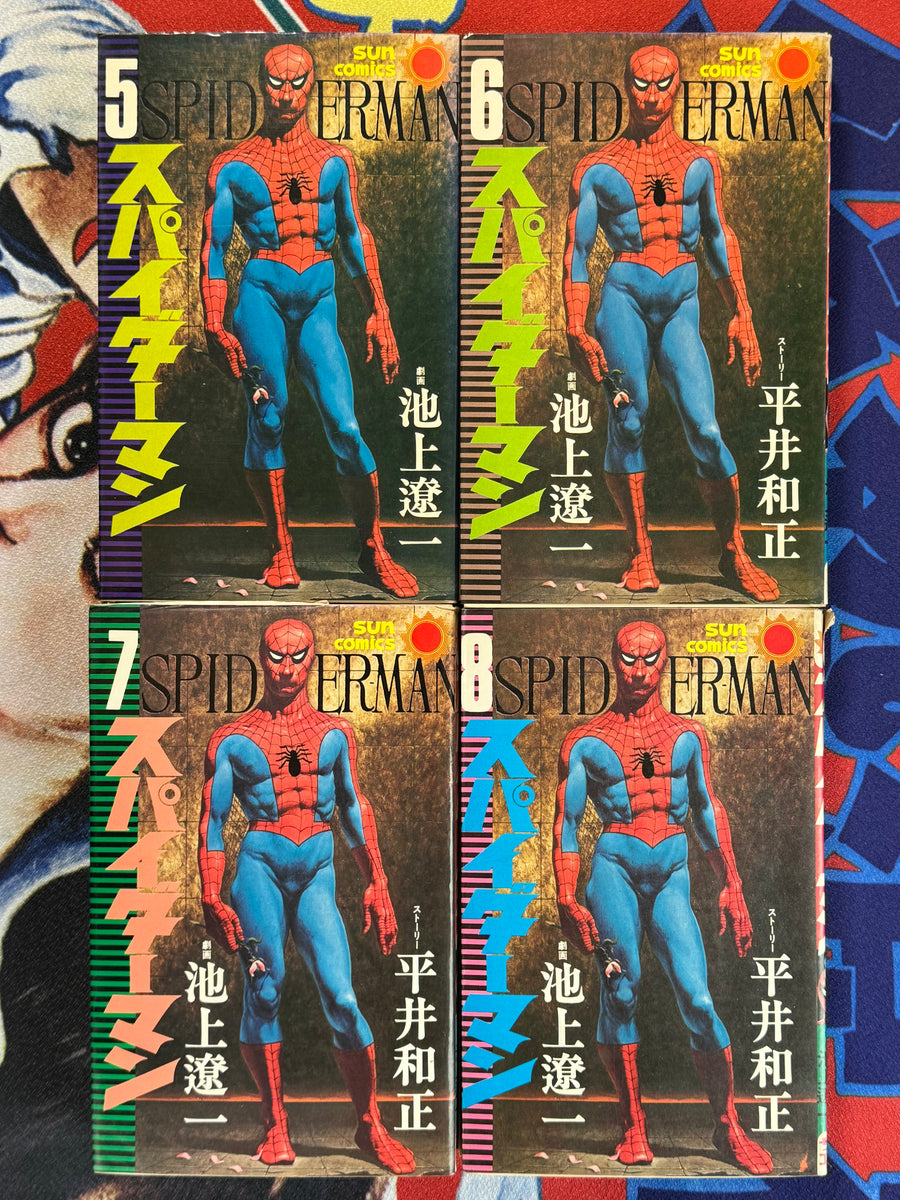 5
SPIDERMAN
sun
comics
スパイダーマン
劇画
池上遼一
6
SPIDERMAN
sun
comics
スパイダーマン
ストーリー
平井和正
劇画
池上遼一
7
SPIDERMAN
sun
comics
スパイダーマン
ストーリー
平井和正
劇画
池上遼一
8
SPIDERMAN
sun
comics
スパイダーマン
ストーリー
平井和正
劇画
池上遼一